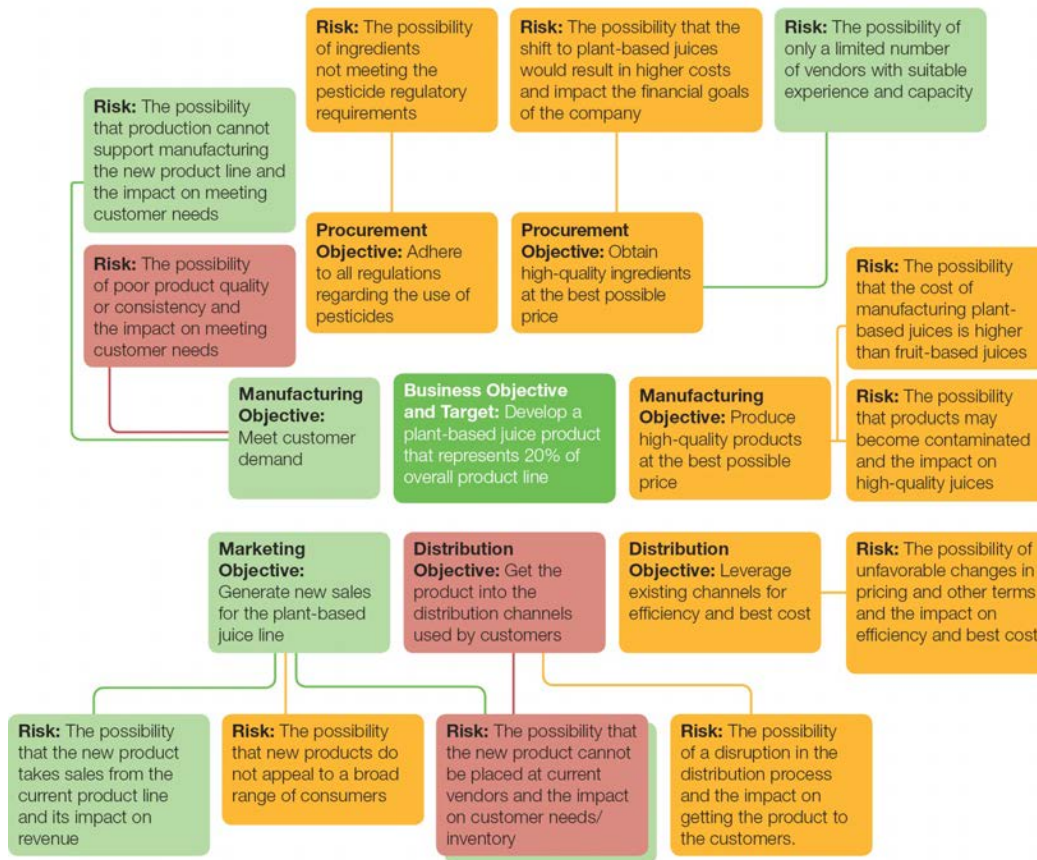 Risk: The possibility
of ingredients
not meeting the
pesticide regulatory
requirements
Risk: The possibility that the
shift to plant-based juices
would result in higher costs
and impact the financial goals
of the company
Risk: The possibility of
only a limited number
of vendors with suitable
experience and capacity
Risk: The possibility
that production cannot
support manufacturing
the new product line and
the impact on meeting
customer needs
Procurement
Objective: Adhere
to all regulations
regarding the use of
pesticides
Procurement
Objective: Obtain
high-quality ingredients
at the best possible
price
Risk: The possibility
of poor product quality
or consistency and
the impact on meeting
customer needs
Risk: The possibility
that the cost of
manufacturing plant-
based juices is higher
than fruit-based juices
Manufacturing
Objective:
Meet customer
demand
Business Objective
and Target: Develop a
plant-based juice product
that represents 20% of
overall product line
Manufacturing
Objective: Produce
high-quality products
at the best possible
price
Risk: The possibility
that products may
become contaminated
and the impact on
high-quality juices
Marketing
Objective:
Generate new sales
for the plant-based
juice line
Distribution
Objective: Get the
product into the
distribution channels
used by customers
Distribution
Objective: Leverage
existing channels for
efficiency and best cost
Risk: The possibility of
unfavorable changes in
pricing and other terms
and the impact on
efficiency and best cost
Risk: The possibility
that the new product
takes sales from the
current product line
and its impact on
revenue
Risk: The possibility
that new products do
not appeal to a broad
range of consumers
Risk: The possibility that
the new product cannot
be placed at current
vendors and the impact
on customer needs/
inventory
Risk: The possibility
of a disruption in the
distribution process
and the impact on
getting the product to
the customers.